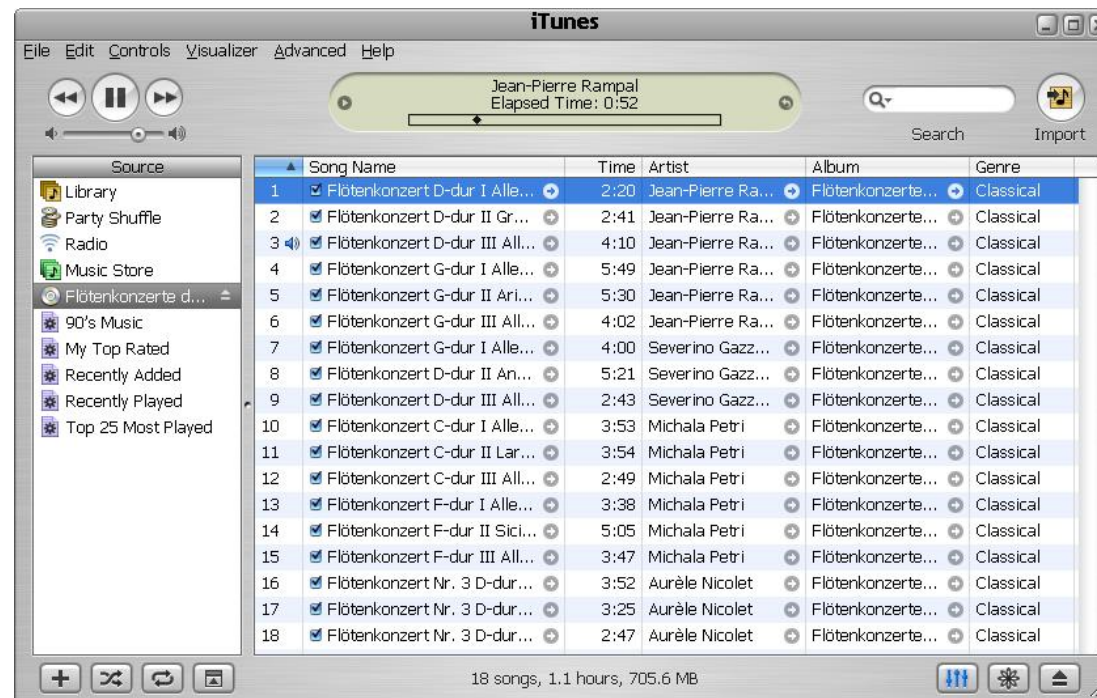 iTunes
File Edit Controls Visualizer Advanced Help
Jean-Pierre Rampal
Elapsed Time: 0:52
Search Import
Source
Library
Party Shuffle
Radio
Music Store
Flötenkonzerte d...
90's Music
My Top Rated
Recently Added
Recently Played
Top 25 Most Played
Song Name Time Artist Album Genre
1 Flötenkonzert D-dur I Alle... 2:20 Jean-Pierre Ra... Flötenkonzerte... Classical
2 Flötenkonzert D-dur II Gr... 2:41 Jean-Pierre Ra... Flötenkonzerte... Classical
3 Flötenkonzert D-dur III All... 4:10 Jean-Pierre Ra... Flötenkonzerte... Classical
4 Flötenkonzert G-dur I Alle... 5:49 Jean-Pierre Ra... Flötenkonzerte... Classical
5 Flötenkonzert G-dur II Ari... 5:30 Jean-Pierre Ra... Flötenkonzerte... Classical
6 Flötenkonzert G-dur III All... 4:02 Jean-Pierre Ra... Flötenkonzerte... Classical
7 Flötenkonzert G-dur I Alle... 4:00 Severino Gazz... Flötenkonzerte... Classical
8 Flötenkonzert D-dur II An... 5:21 Severino Gazz... Flötenkonzerte... Classical
9 Flötenkonzert D-dur III All... 2:43 Severino Gazz... Flötenkonzerte... Classical
10 Flötenkonzert C-dur I Alle... 3:53 Michala Petri Flötenkonzerte... Classical
11 Flötenkonzert C-dur II Lar... 3:54 Michala Petri Flötenkonzerte... Classical
12 Flötenkonzert C-dur III All... 2:49 Michala Petri Flötenkonzerte... Classical
13 Flötenkonzert F-dur I Alle... 3:38 Michala Petri Flötenkonzerte... Classical
14 Flötenkonzert F-dur II Sici... 5:05 Michala Petri Flötenkonzerte... Classical
15 Flötenkonzert F-dur III All... 3:47 Michala Petri Flötenkonzerte... Classical
16 Flötenkonzert Nr. 3 D-dur... 3:52 Aurèle Nicolet Flötenkonzerte... Classical
17 Flötenkonzert Nr. 3 D-dur... 3:25 Aurèle Nicolet Flötenkonzerte... Classical
18 Flötenkonzert Nr. 3 D-dur... 2:47 Aurèle Nicolet Flötenkonzerte... Classical
18 songs, 1.1 hours, 705.6 MB